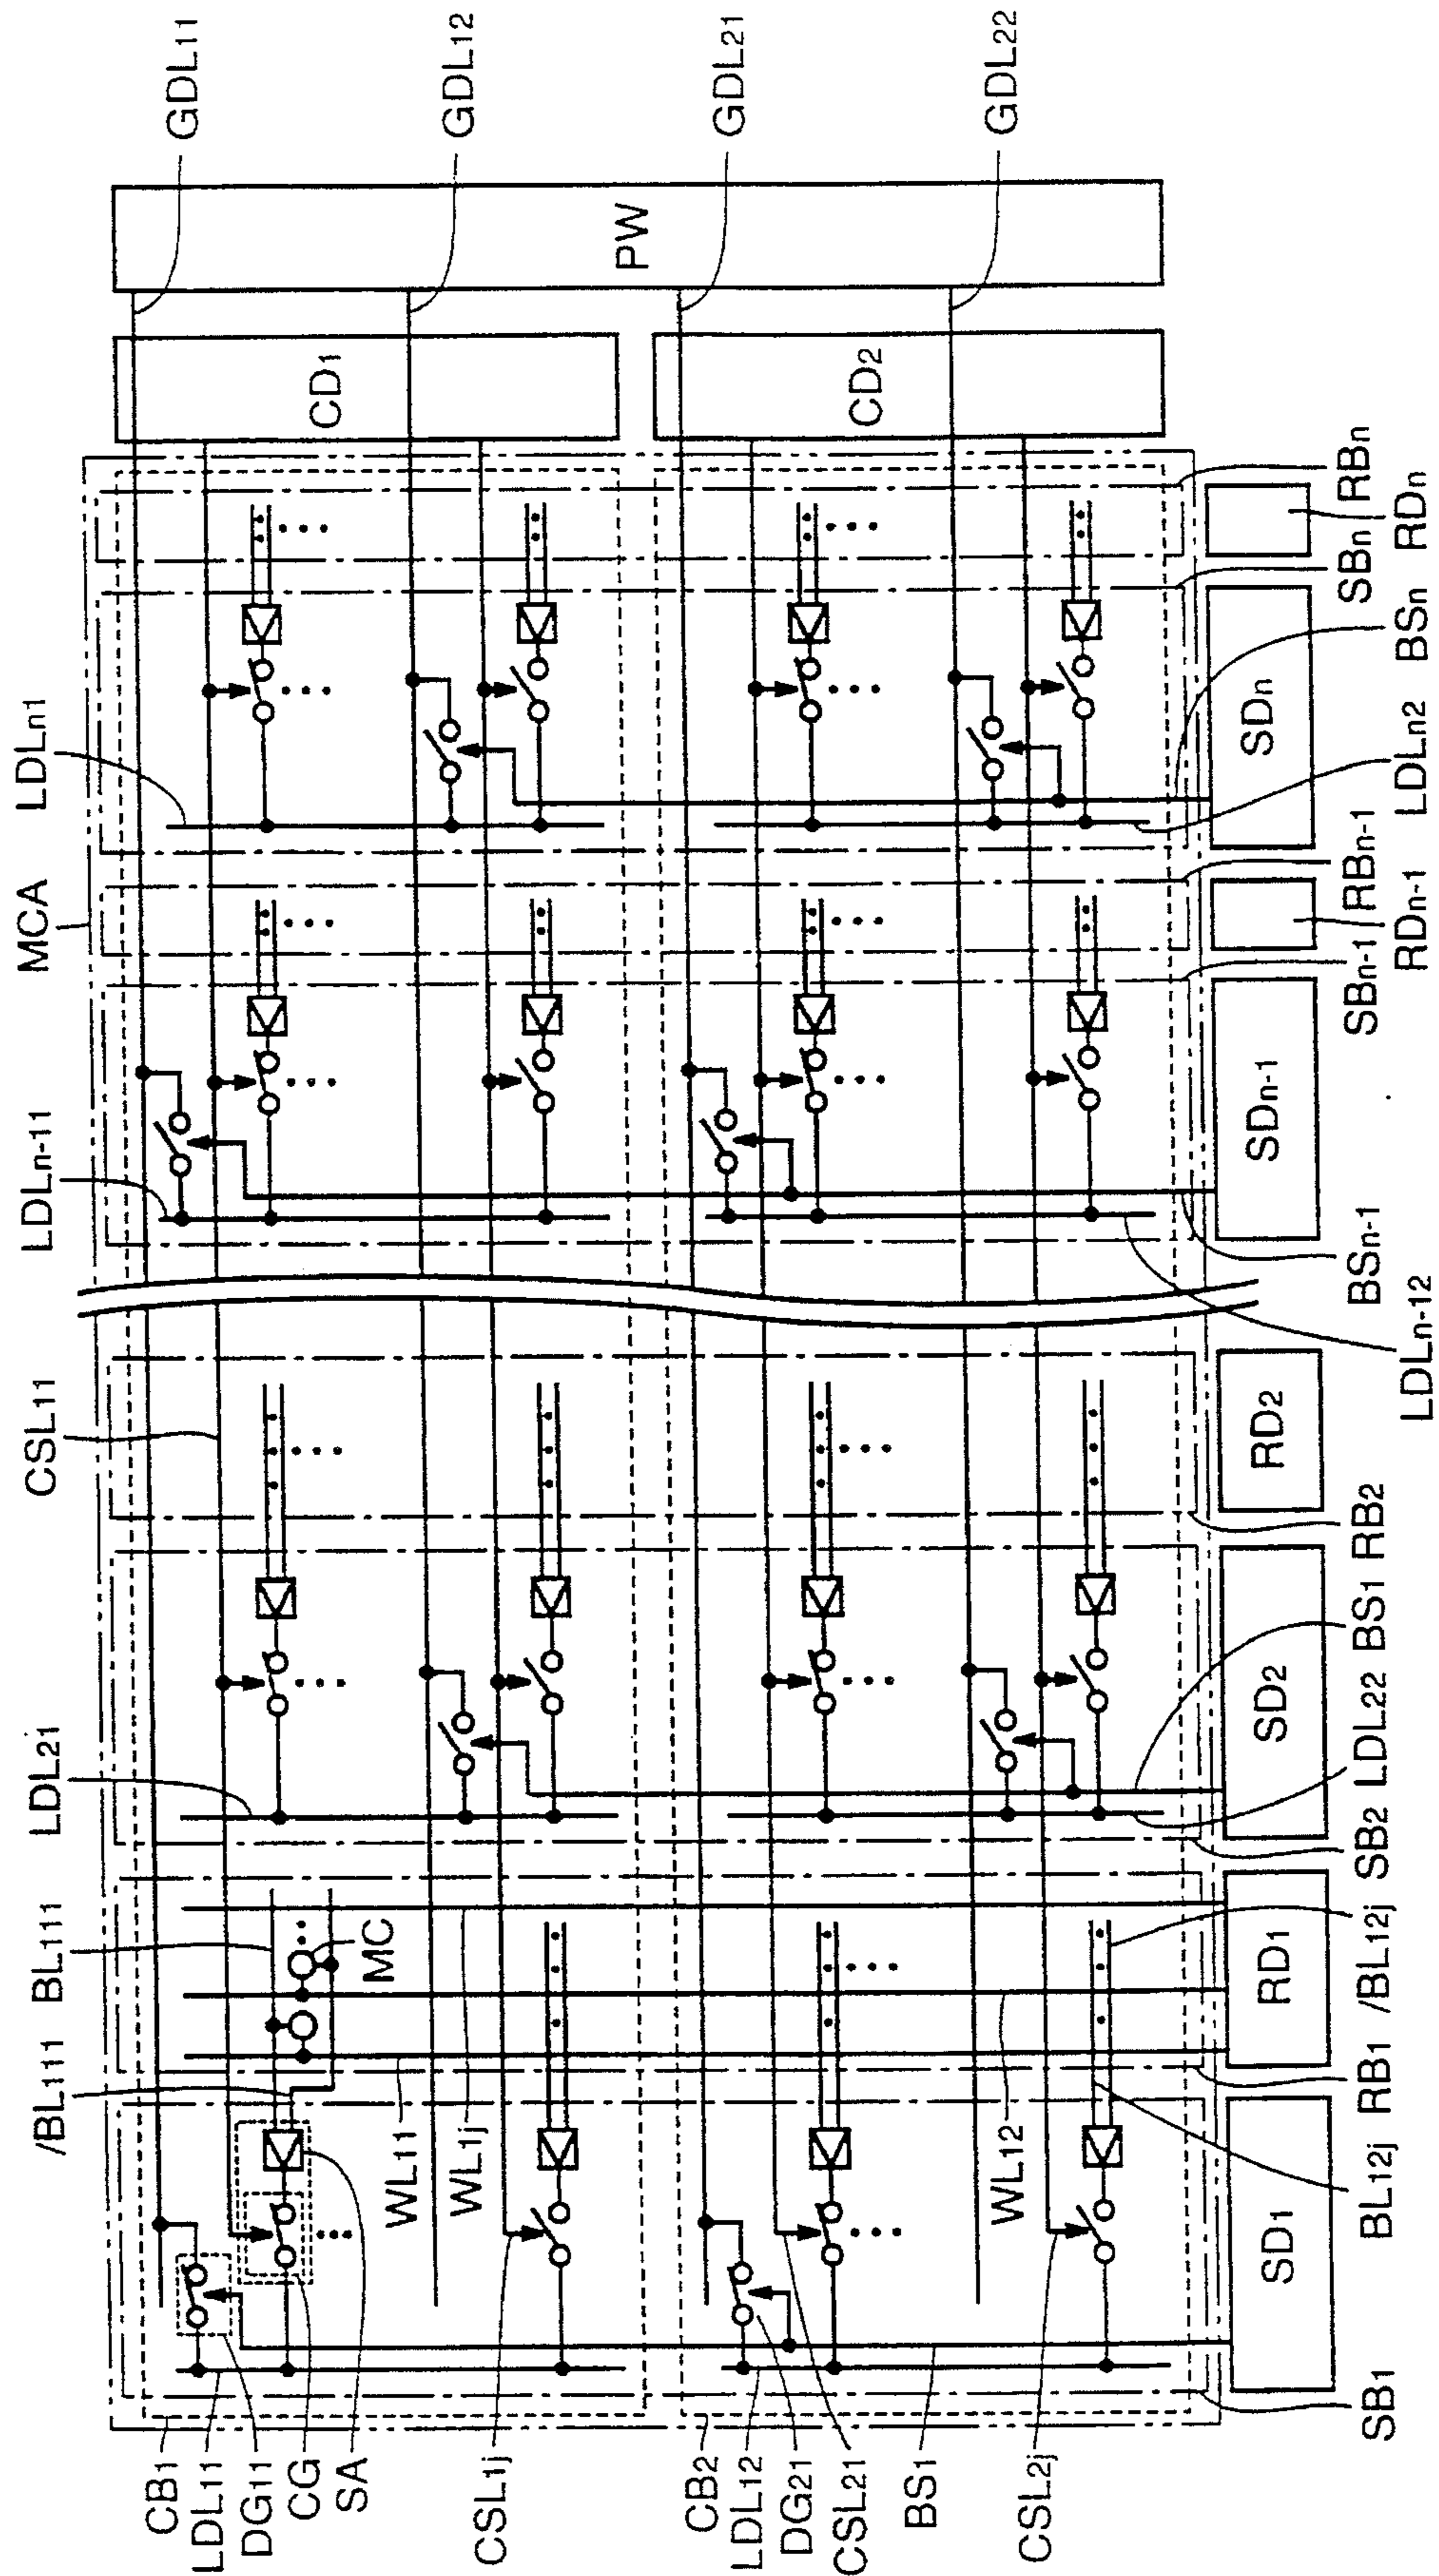 GDL11
GDL12
GDL21
GDL22
PW
CD1
CD2
LDLn1
MCA
LDLn-11
CSL11
LDL21
BL111
/BL111
RBn
RDn
SBn
BSn
SDn
LDLn2
RBn-1
RDn-1
SBn-1
SDn-1
BSn-1
LDLn-12
RD2
RB2
BS1
SD2
LDL22
SB2
MC
WL11
WL1j
WL12
RD1
/BL12j
RB1
BL12j
SD1
SB1
CB1
LDL11
DG11
CG
SA
CSL1j
CB2
LDL12
DG21
CSL21
BS1
CSL2j